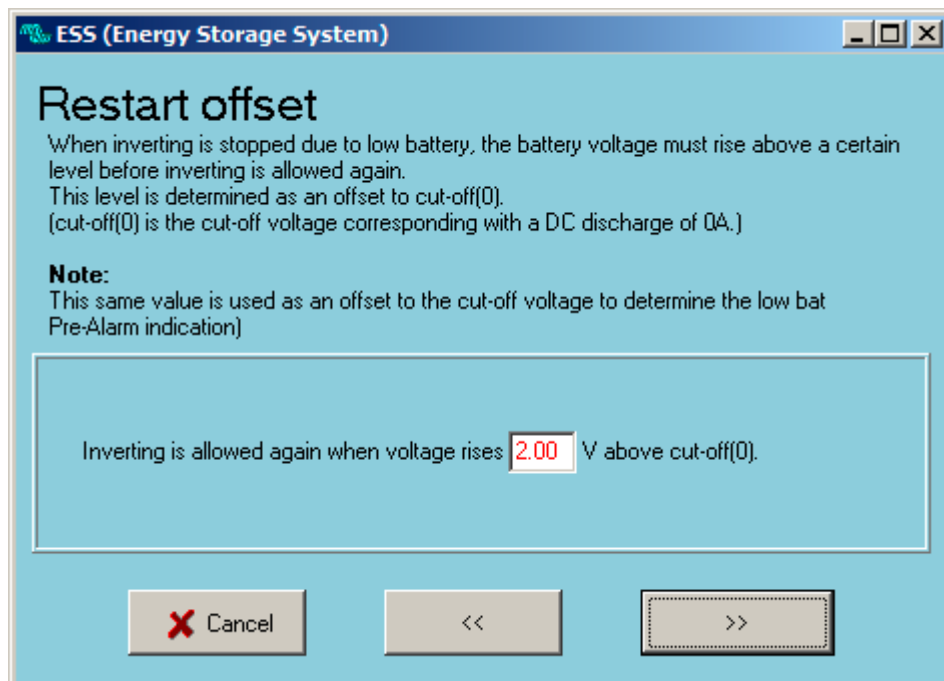 ESS (Energy Storage System)
Restart offset
When inverting is stopped due to low battery, the battery voltage must rise above a certain
level before inverting is allowed again.
This level is determined as an offset to cut-off(0).
(cut-off(0) is the cut-off voltage corresponding with a DC discharge of 0A.)
Note:
This same value is used as an offset to the cut-off voltage to determine the low bat
Pre-Alarm indication)
Inverting is allowed again when voltage rises 2.00 V above cut-off(0).
Cancel << >>